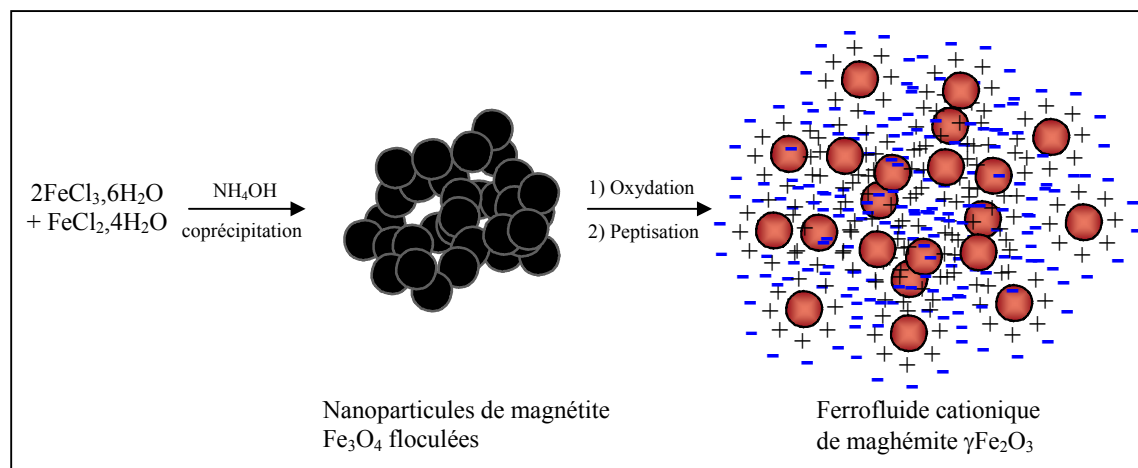 2FeCl₃,6H₂O
+ FeCl₂,4H₂O
NH₄OH
coprécipitation
1) Oxydation
2) Peptisation
Nanoparticules de magnétite
Fe₃O₄ floculées
Ferrofluide cationique
de maghémite γFe₂O₃